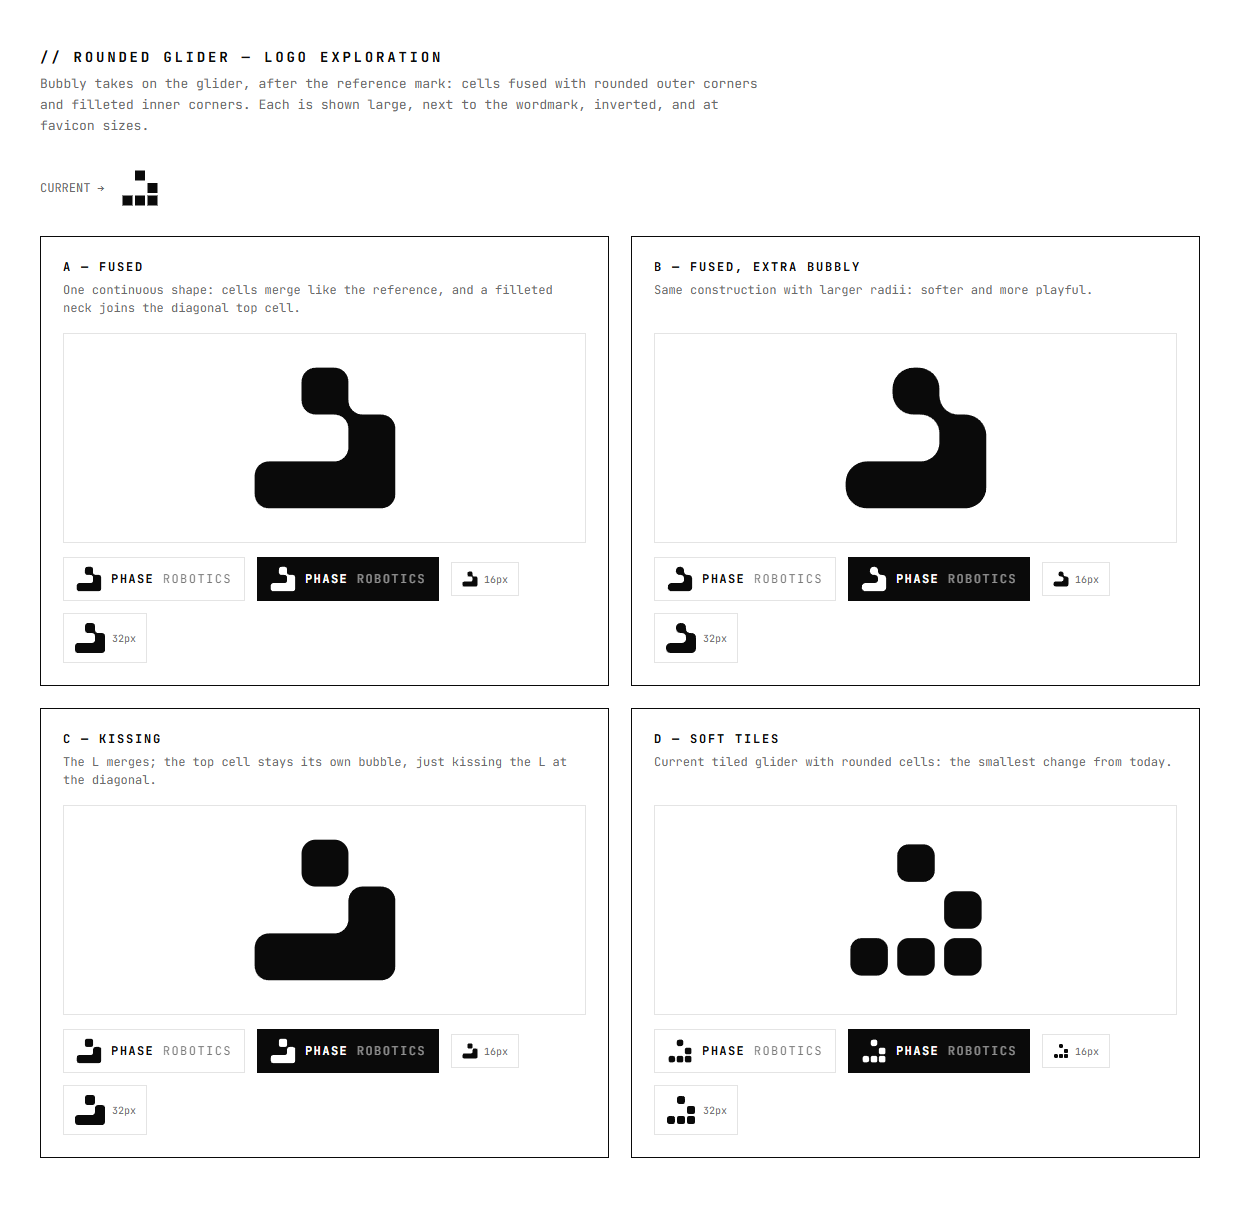 // ROUNDED GLIDER — LOGO EXPLORATION
Bubbly takes on the glider, after the reference mark: cells fused with rounded outer corners
and filleted inner corners. Each is shown large, next to the wordmark, inverted, and at
favicon sizes.
CURRENT →
A — FUSED
One continuous shape: cells merge like the reference, and a filleted
neck joins the diagonal top cell.
PHASE ROBOTICS
PHASE ROBOTICS
16px
32px
B — FUSED, EXTRA BUBBLY
Same construction with larger radii: softer and more playful.
PHASE ROBOTICS
PHASE ROBOTICS
16px
32px
C — KISSING
The L merges; the top cell stays its own bubble, just kissing the L at
the diagonal.
PHASE ROBOTICS
PHASE ROBOTICS
16px
32px
D — SOFT TILES
Current tiled glider with rounded cells: the smallest change from today.
PHASE ROBOTICS
PHASE ROBOTICS
16px
32px